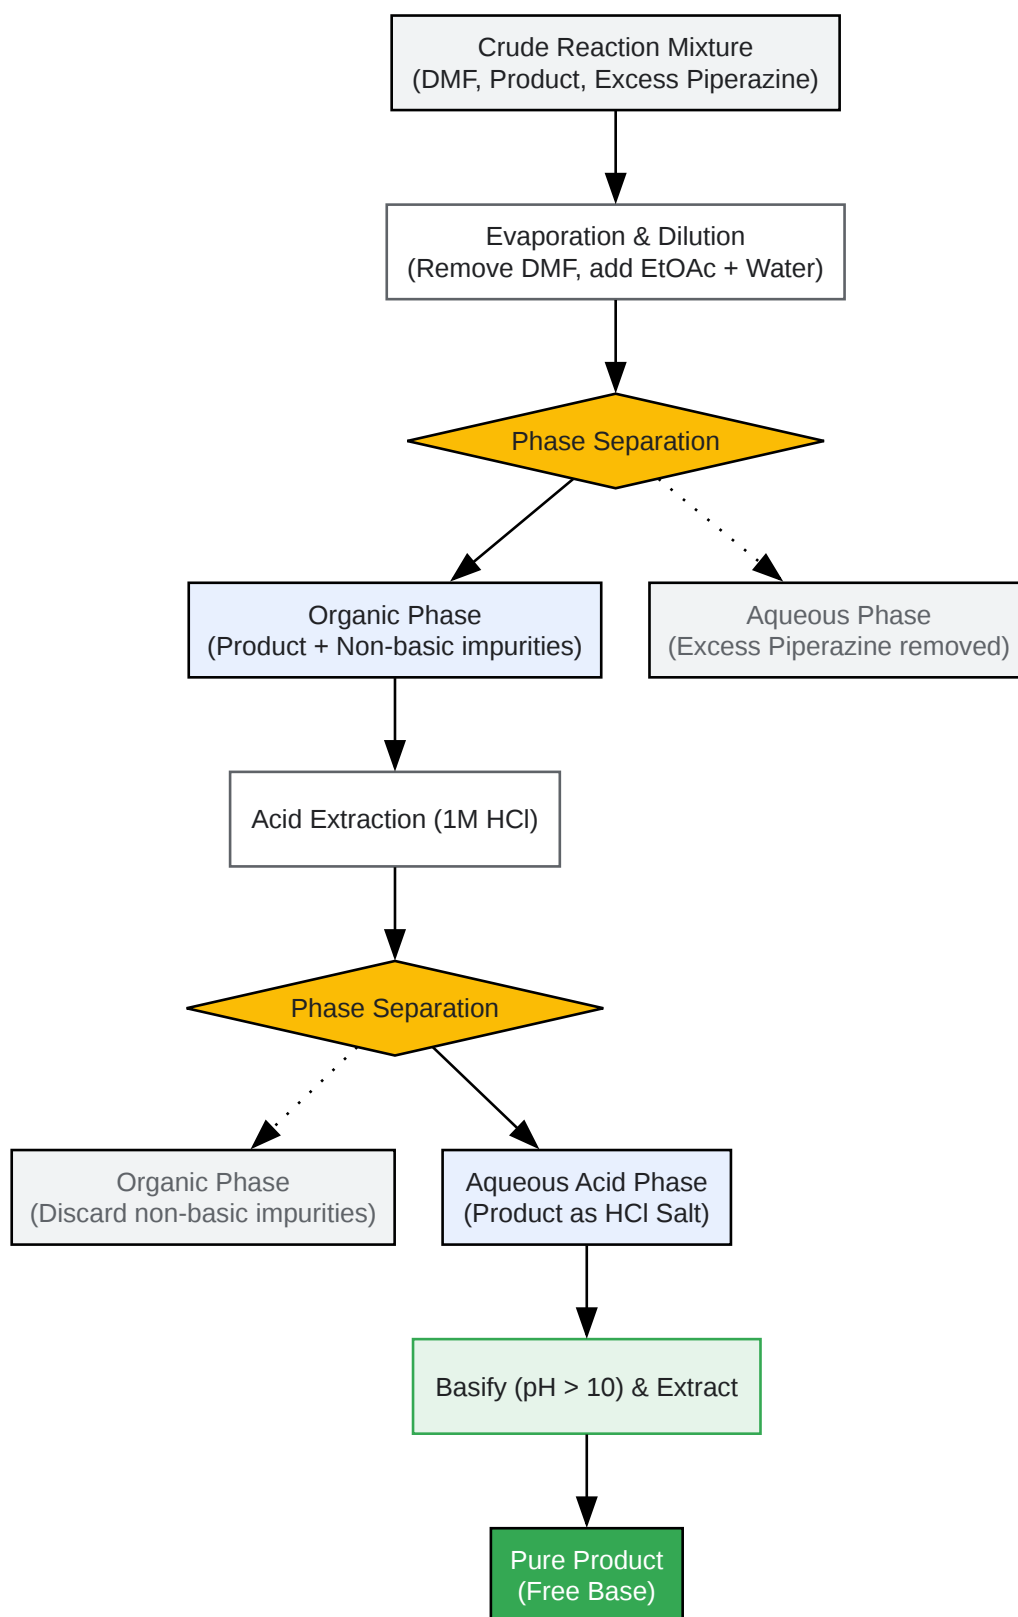 Crude Reaction Mixture
(DMF, Product, Excess Piperazine)
Evaporation & Dilution
(Remove DMF, add EtOAc + Water)
Phase Separation
Organic Phase
(Product + Non-basic impurities)
Aqueous Phase
(Excess Piperazine removed)
Acid Extraction (1M HCl)
Phase Separation
Organic Phase
(Discard non-basic impurities)
Aqueous Acid Phase
(Product as HCl Salt)
Basify (pH > 10) & Extract
Pure Product
(Free Base)